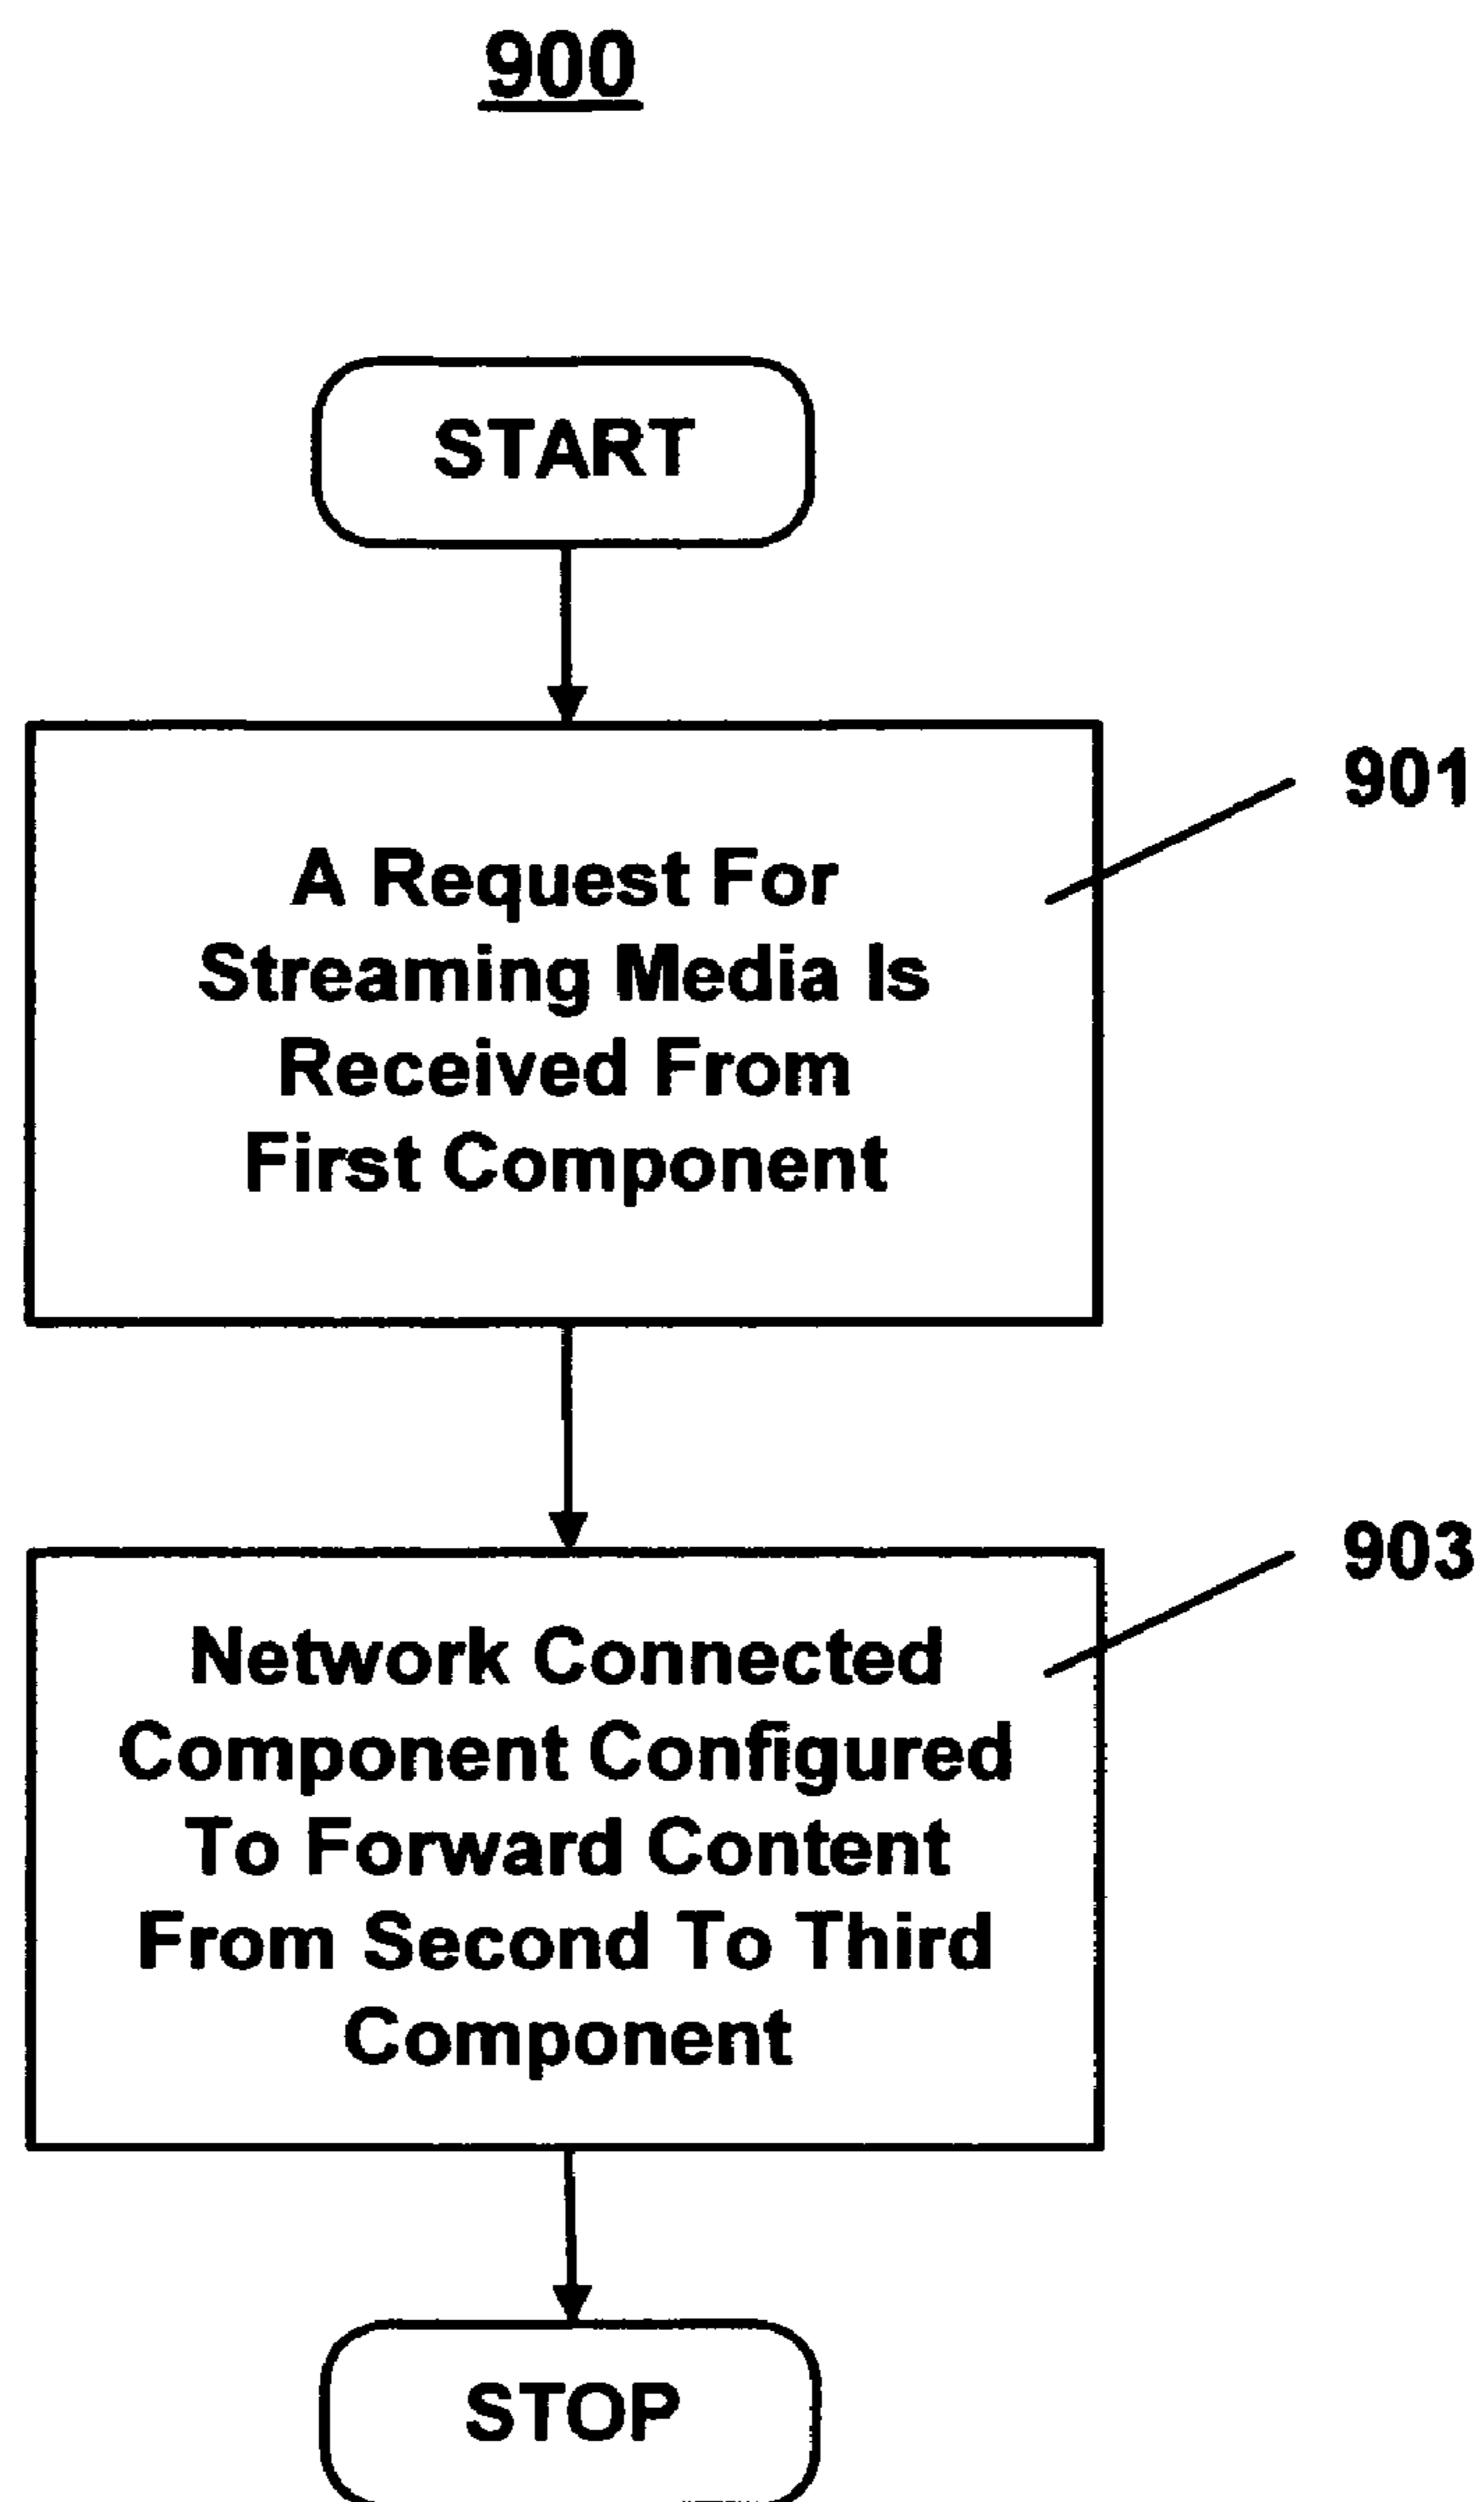 900
START
A Request For
901
Streaming Media Is
Received From
First Component
903
Network Connected
Component Configured
To Forward Content
From Second To Third
Component
STOP